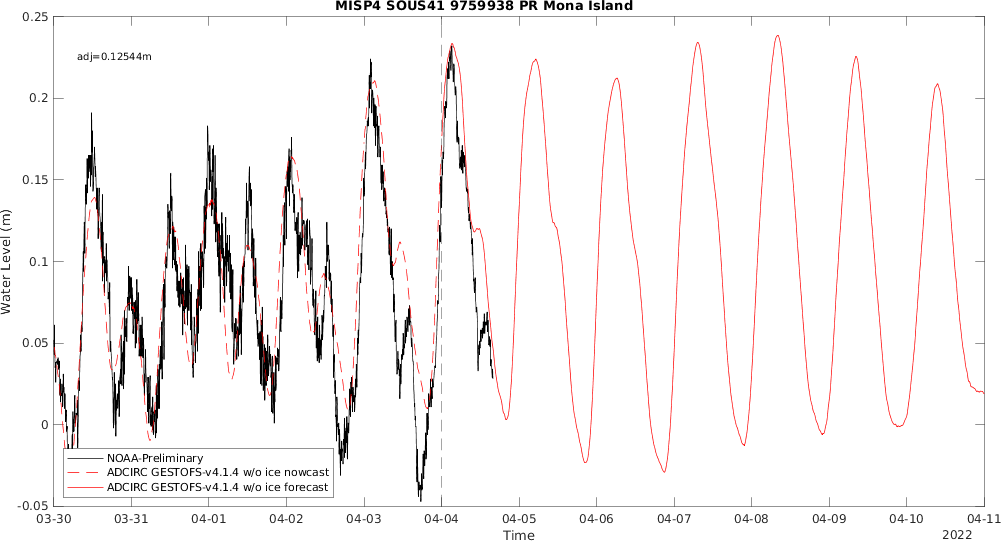 MISP4 SOUS41 9759938 PR Mona Island
adj=0.12544m
0.25
0.2
0.15
0.1
0.05
0
-0.05
Water Level (m)
NOAA-Preliminary
ADCIRC GESTOFS-v4.1.4 w/o ice nowcast
ADCIRC GESTOFS-v4.1.4 w/o ice forecast
03-30 03-31 04-01 04-02 04-03 04-04 04-05 04-06 04-07 04-08 04-09 04-10 04-11
Time
2022